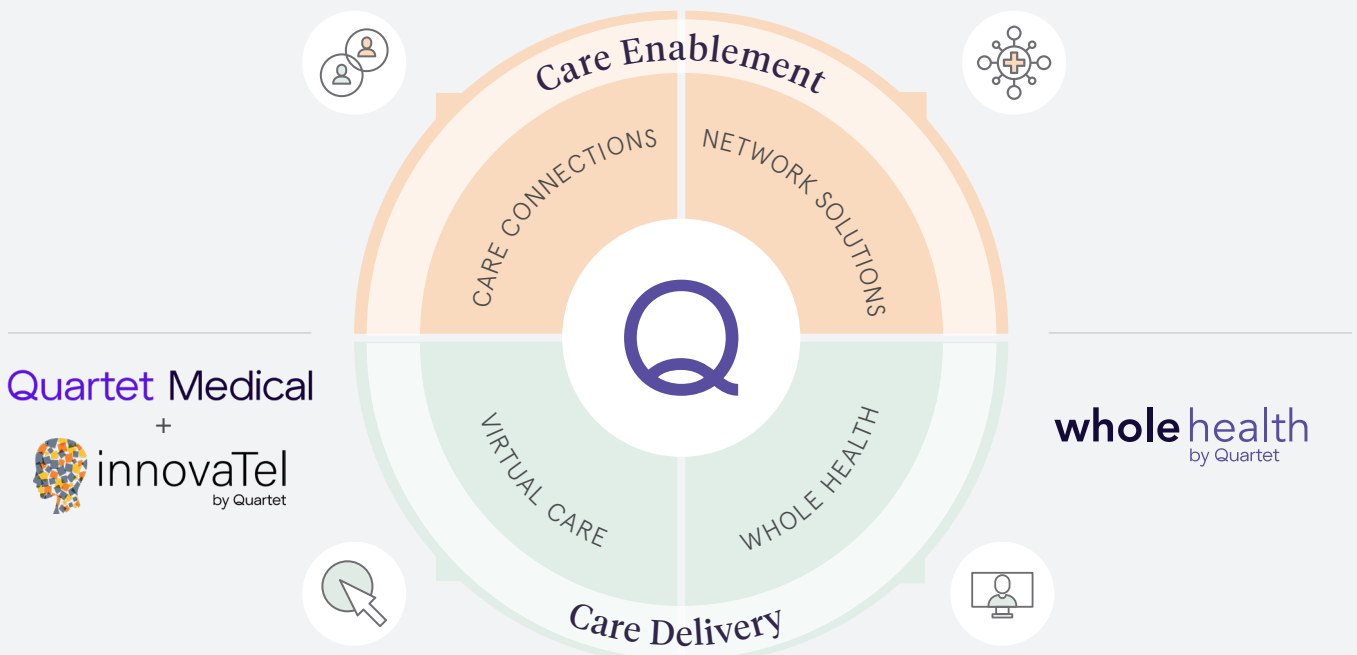 Care Enablement
CARE CONNECTIONS
NETWORK SOLUTIONS
Q
Quartet Medical
+
innovaTel
by Quartet
whole health
by Quartet
VIRTUAL CARE
WHOLE HEALTH
Care Delivery